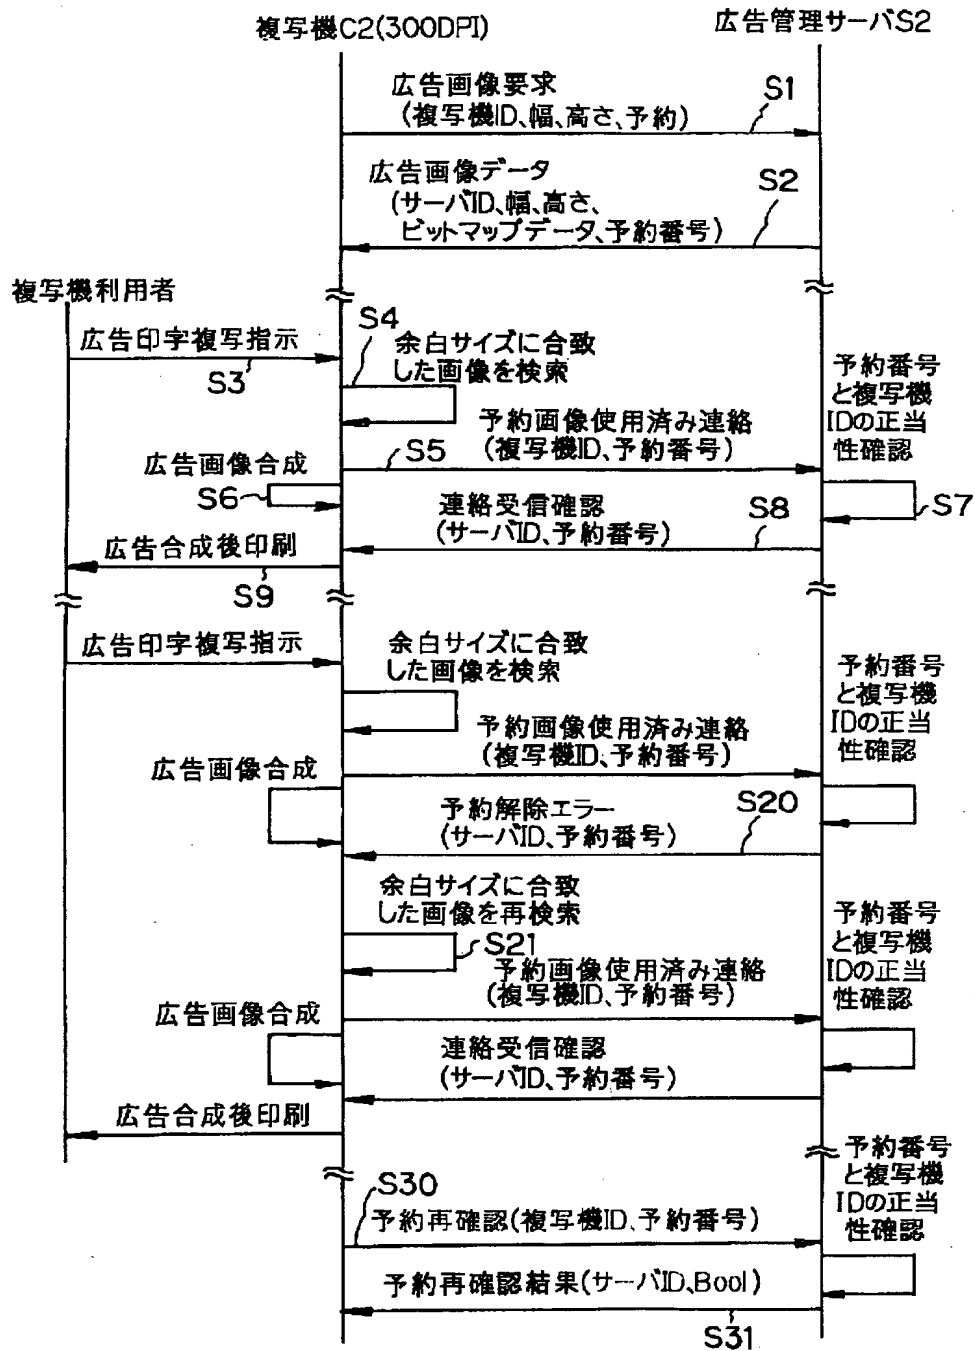 複写機C2(300DPI)
広告管理サーバS2
広告画像要求
(複写機ID、幅、高さ、予約)
S1
広告画像データ
(サーバID、幅、高さ、
ビットマップデータ、予約番号)
S2
複写機利用者
広告印字複写指示
S3
S4
余白サイズに合致
した画像を検索
予約画像使用済み連絡
(複写機ID、予約番号)
S5
予約番号
と複写機
IDの正当
性確認
広告画像合成
S6
S7
連絡受信確認
(サーバID、予約番号)
S8
広告合成後印刷
S9
広告印字複写指示
余白サイズに合致
した画像を検索
予約画像使用済み連絡
(複写機ID、予約番号)
予約番号
と複写機
IDの正当
性確認
広告画像合成
予約解除エラー
(サーバID、予約番号)
S20
余白サイズに合致
した画像を再検索
S21
予約画像使用済み連絡
(複写機ID、予約番号)
予約番号
と複写機
IDの正当
性確認
広告画像合成
連絡受信確認
(サーバID、予約番号)
広告合成後印刷
予約番号
と複写機
IDの正当
性確認
S30
予約再確認(複写機ID、予約番号)
予約再確認結果(サーバID、Bool)
S31